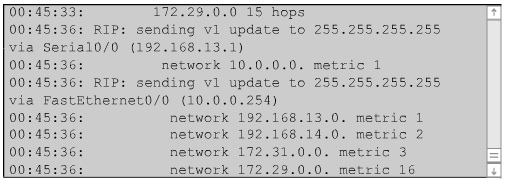 00:45:33: 172.29.0.0 15 hops
00:45:36: RIP: sending v1 update to 255.255.255.255
via Serial0/0 (192.168.13.1)
00:45:36: network 10.0.0.0. metric 1
00:45:36: RIP: sending v1 update to 255.255.255.255
via FastEthernet0/0 (10.0.0.254)
00:45:36: network 192.168.13.0. metric 1
00:45:36: network 192.168.14.0. metric 2
00:45:36: network 172.31.0.0. metric 3
00:45:36: network 172.29.0.0. metric 16